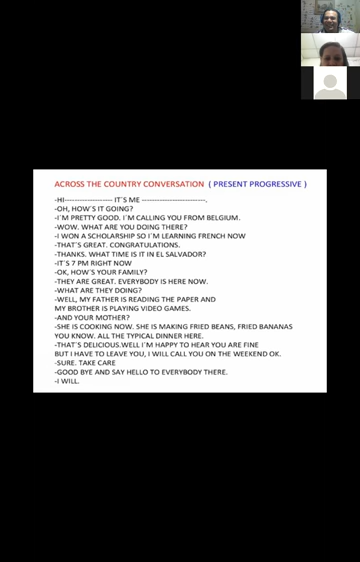 ACROSS THE COUNTRY CONVERSATION ( PRESENT PROGRESSIVE )
-HI------------------- IT´S ME -------------------------.
-OH, HOW´S IT GOING?
-I´M PRETTY GOOD. I´M CALLING YOU FROM BELGIUM.
-WOW. WHAT ARE YOU DOING THERE?
-I WON A SCHOLARSHIP SO I´M LEARNING FRENCH NOW
-THAT´S GREAT. CONGRATULATIONS.
-THANKS. WHAT TIME IS IT IN EL SALVADOR?
-IT´S 7 PM RIGHT NOW
-OK, HOW´S YOUR FAMILY?
-THEY ARE GREAT. EVERYBODY IS HERE NOW.
-WHAT ARE THEY DOING?
-WELL, MY FATHER IS READING THE PAPER AND
MY BROTHER IS PLAYING VIDEO GAMES.
-AND YOUR MOTHER?
-SHE IS COOKING NOW. SHE IS MAKING FRIED BEANS, FRIED BANANAS
YOU KNOW. ALL THE TYPICAL DINNER HERE.
-THAT´S DELICIOUS.WELL I´M HAPPY TO HEAR YOU ARE FINE
BUT I HAVE TO LEAVE YOU, I WILL CALL YOU ON THE WEEKEND OK.
-SURE. TAKE CARE
-GOOD BYE AND SAY HELLO TO EVERYBODY THERE.
-I WILL.